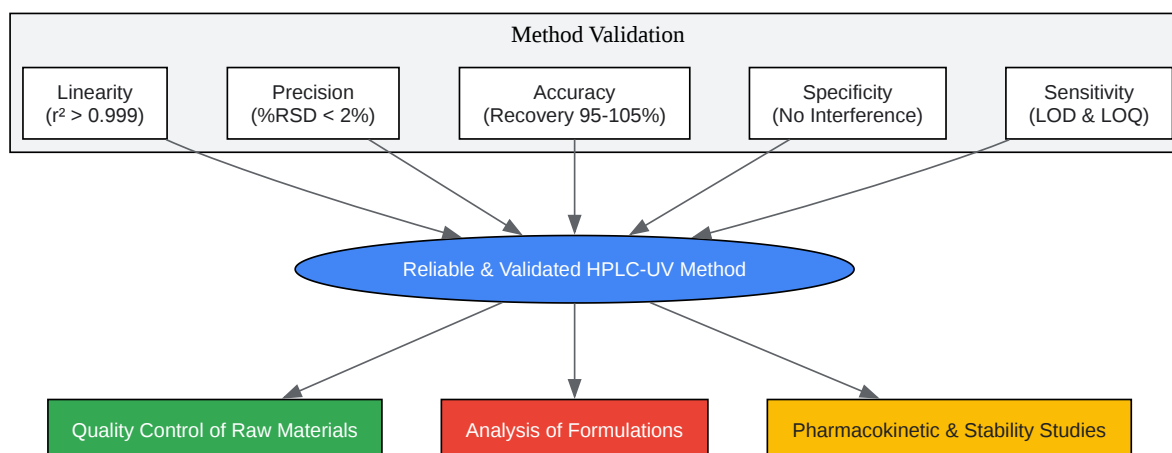 Method Validation
Linearity
(r² > 0.999)
Precision
(%RSD < 2%)
Accuracy
(Recovery 95-105%)
Specificity
(No Interference)
Sensitivity
(LOD & LOQ)
Reliable & Validated HPLC-UV Method
Quality Control of Raw Materials
Analysis of Formulations
Pharmacokinetic & Stability Studies